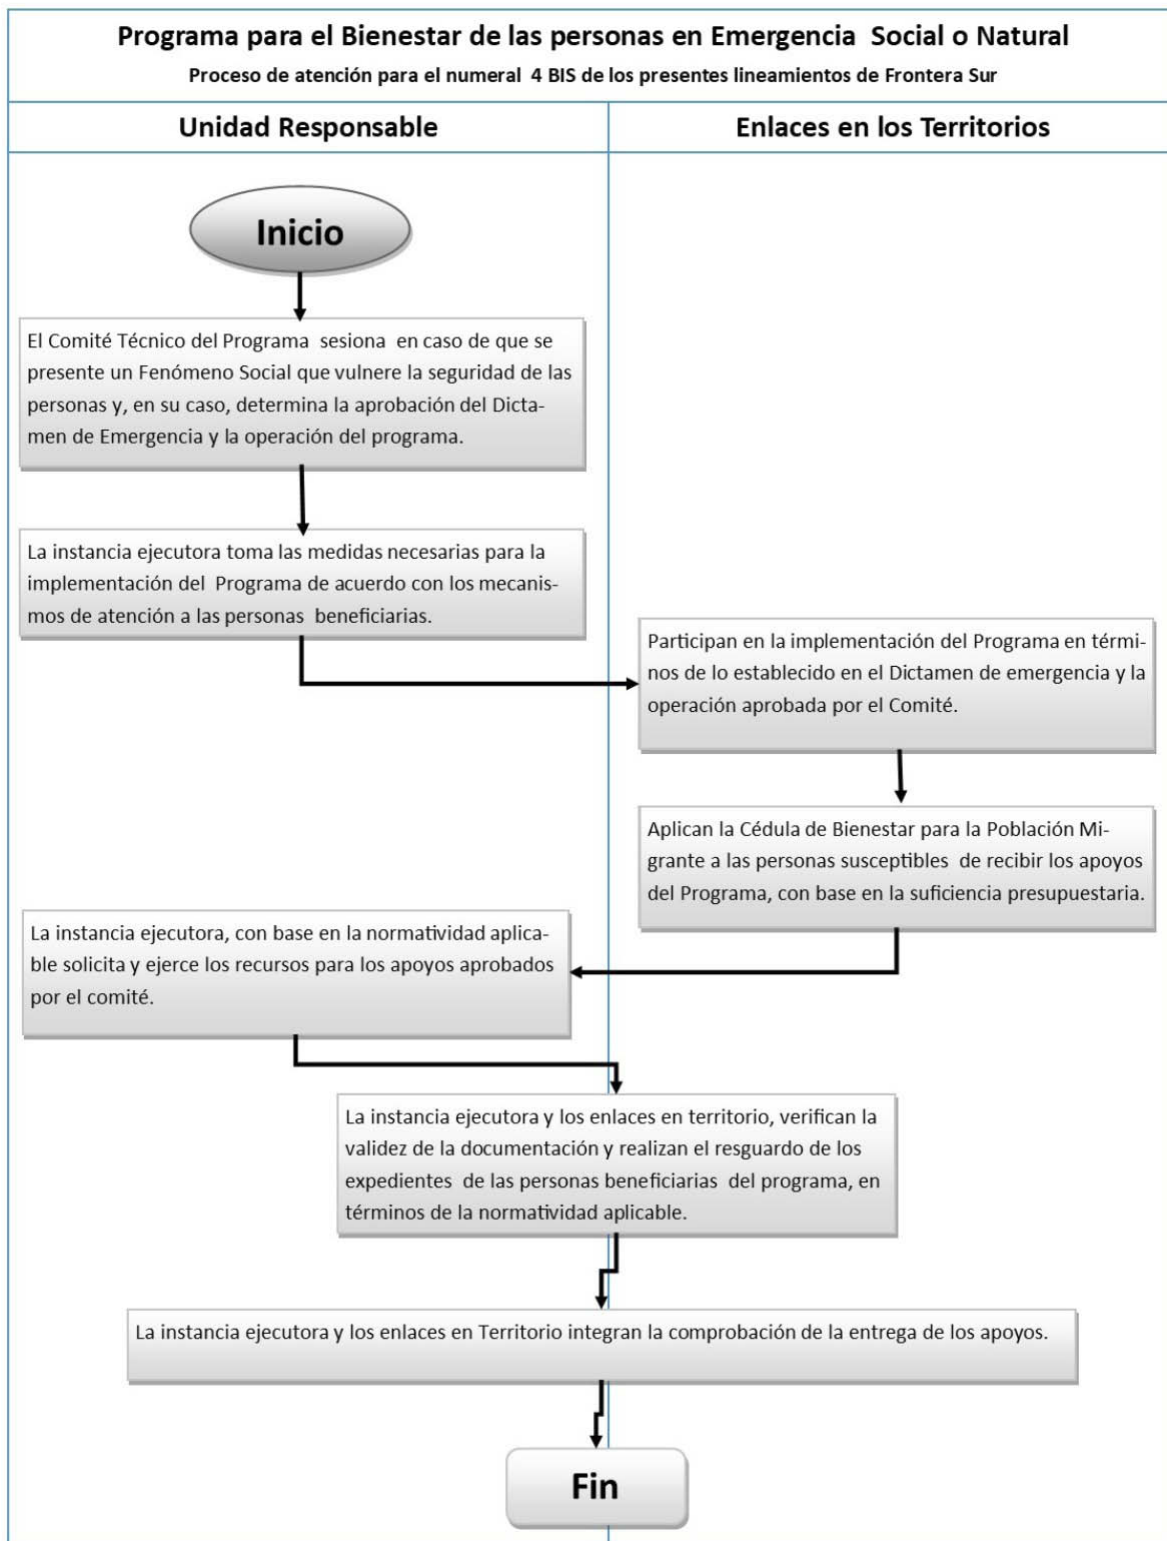 Programa para el Bienestar de las personas en Emergencia Social o Natural
Proceso de atención para el numeral 4 BIS de los presentes lineamientos de Frontera Sur
Unidad Responsable
Enlaces en los Territorios
Inicio
El Comité Técnico del Programa sesiona en caso de que se
presente un Fenómeno Social que vulnere la seguridad de las
personas y, en su caso, determina la aprobación del Dicta-
men de Emergencia y la operación del programa.
La instancia ejecutora toma las medidas necesarias para la
implementación del Programa de acuerdo con los mecanis-
mos de atención a las personas beneficiarias.
Participan en la implementación del Programa en térmi-
nos de lo establecido en el Dictamen de emergencia y la
operación aprobada por el Comité.
Aplican la Cédula de Bienestar para la Población Mi-
grante a las personas susceptibles de recibir los apoyos
del Programa, con base en la suficiencia presupuestaria.
La instancia ejecutora, con base en la normatividad aplica-
ble solicita y ejerce los recursos para los apoyos aprobados
por el comité.
La instancia ejecutora y los enlaces en territorio, verifican la
validez de la documentación y realizan el resguardo de los
expedientes de las personas beneficiarias del programa, en
términos de la normatividad aplicable.
La instancia ejecutora y los enlaces en Territorio integran la comprobación de la entrega de los apoyos.
Fin